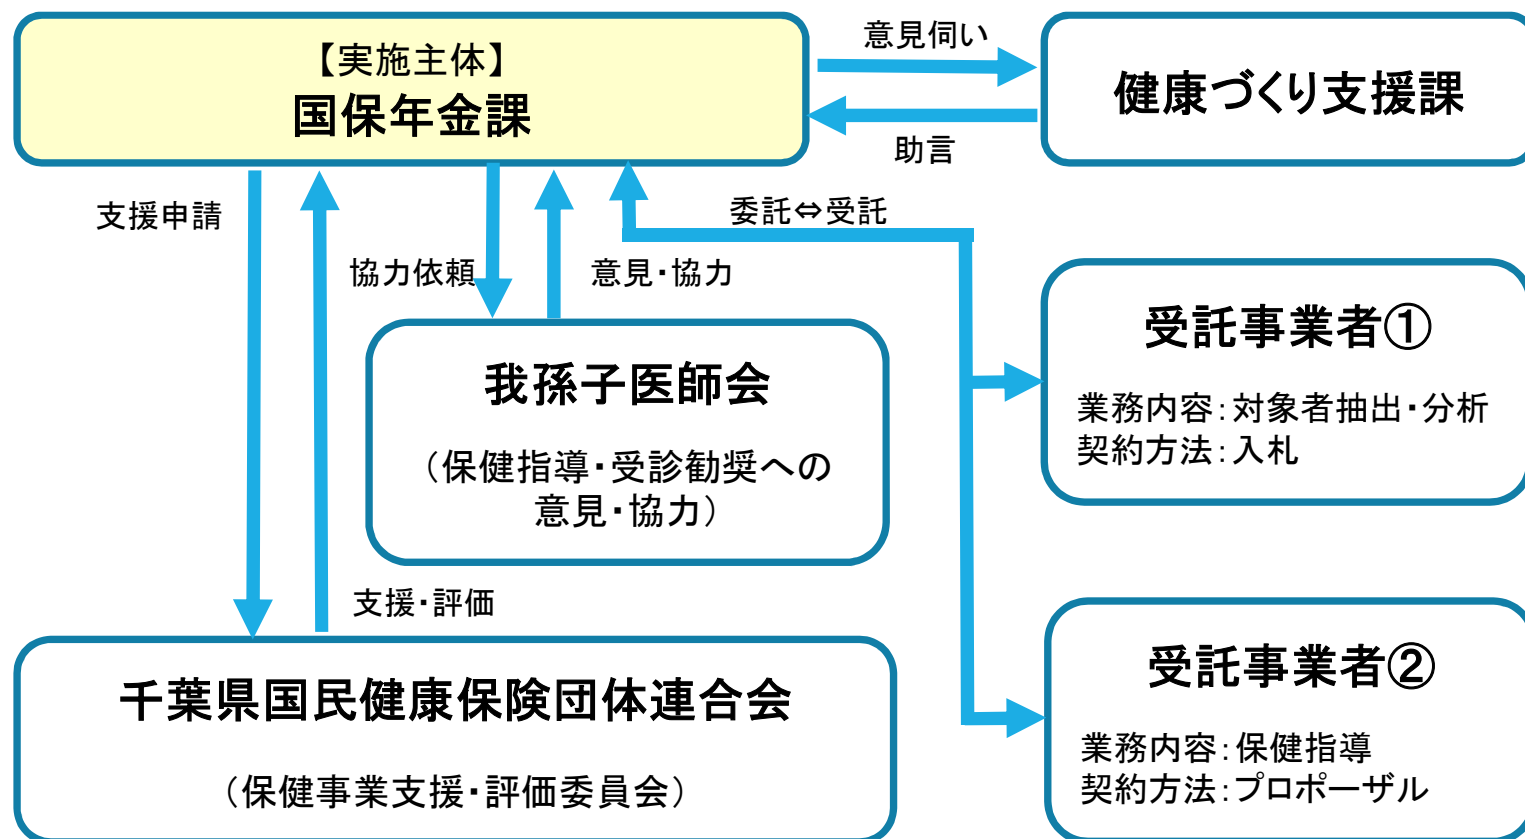 【実施主体】
国保年金課
意見伺い
助言
健康づくり支援課
支援申請
協力依頼
意見・協力
委託⇔受託
我孫子医師会
（保健指導・受診勧奨への
意見・協力）
受託事業者①
業務内容：対象者抽出・分析
契約方法：入札
支援・評価
千葉県国民健康保険団体連合会
（保健事業支援・評価委員会）
受託事業者②
業務内容：保健指導
契約方法：プロポーザル